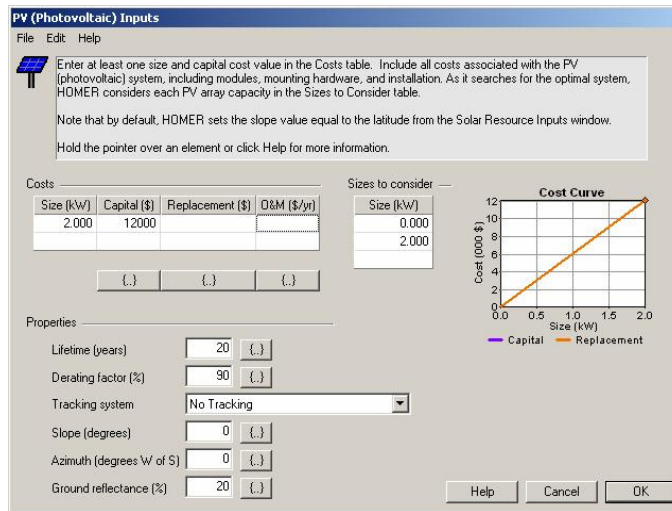 PV (Photovoltaic) Inputs
File Edit Help
Enter at least one size and capital cost value in the Costs table. Include all costs associated with the PV
(photovoltaic) system, including modules, mounting hardware, and installation. As it searches for the optimal system,
HOMER considers each PV array capacity in the Sizes to Consider table.
Note that by default, HOMER sets the slope value equal to the latitude from the Solar Resource Inputs window.
Hold the pointer over an element or click Help for more information.
Costs
Size (kW) Capital ($) Replacement ($) O&M ($/yr)
2.000 12000
{..} {..} {..}
Sizes to consider
Size (kW)
0.000
2.000
Cost Curve
Cost (000 $)
12
10
8
6
4
2
0
0.0 0.5 1.0 1.5 2.0
Size (kW)
Capital Replacement
Properties
Lifetime (years) 20 {..}
Derating factor (%) 90 {..}
Tracking system No Tracking
Slope (degrees) 0 {..}
Azimuth (degrees W of S) 0 {..}
Ground reflectance (%) 20 {..}
Help Cancel OK